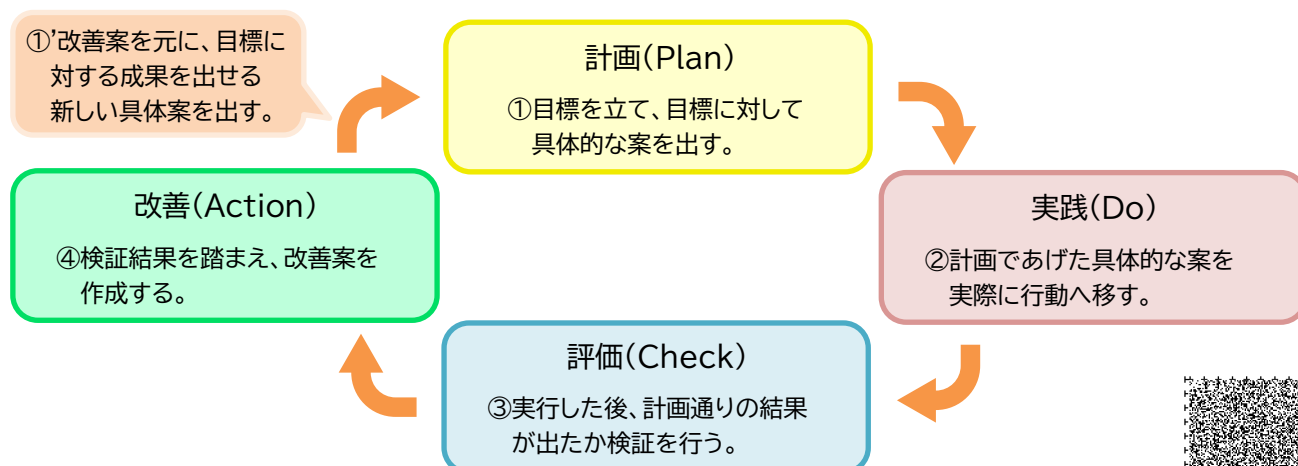 ①’改善案を元に、目標に
対する成果を出せる
新しい具体案を出す。
計画(Plan)
①目標を立て、目標に対して
具体的な案を出す。
実践(Do)
②計画であげた具体的な案を
実際に行動へ移す。
評価(Check)
③実行した後、計画通りの結果
が出たか検証を行う。
改善(Action)
④検証結果を踏まえ、改善案を
作成する。